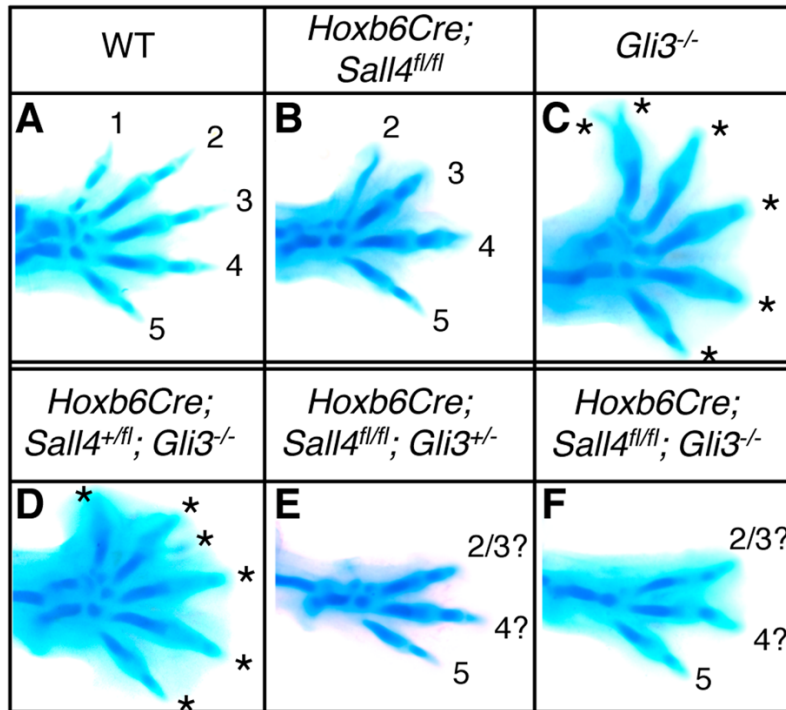 WT
Hoxb6Cre;
Sall4fl/fl
Gli3-/-
A
1
2
3
4
5
B
2
3
4
5
C
*
*
*
*
*
*
Hoxb6Cre;
Sall4+/fl; Gli3-/-
Hoxb6Cre;
Sall4fl/fl; Gli3+/-
Hoxb6Cre;
Sall4fl/fl; Gli3-/-
D
*
*
*
*
*
*
E
2/3?
4?
5
F
2/3?
4?
5